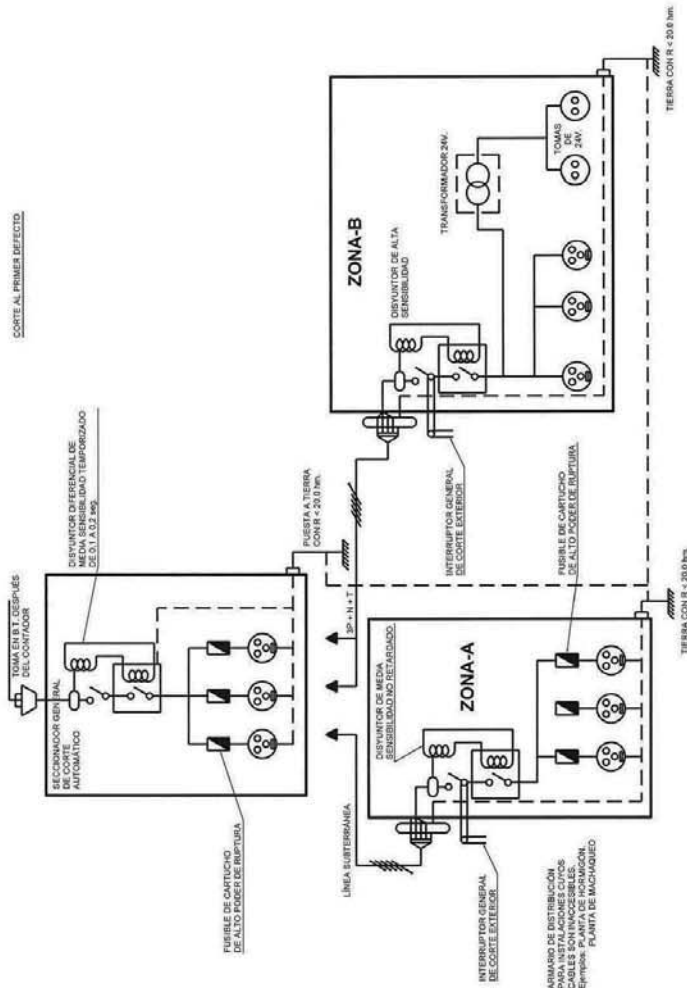 CORTE AL PRIMER DEFECTO
TOMA EN B.T. DESPUÉS
DEL CONTADOR
SECCIONADOR GENERAL
DE CORTE
AUTOMÁTICO
DISYUNTOR DIFERENCIAL DE
MEDIA SENSIBILIDAD TEMPORIZADO
DE 0,1 A 0,2 seg.
FUSIBLE DE CARTUCHO
DE ALTO PODER DE RUPTURA
PUESTA A TIERRA
CON R < 20.0 hm.
LÍNEA SUBTERRÁNEA
3P + N + T
ZONA-B
DISYUNTOR DE ALTA
SENSIBILIDAD
TRANSFORMADOR 24V.
TOMAS
DE
24V.
INTERRUPTOR GENERAL
DE CORTE EXTERIOR
TIERRA CON R < 20.0 hm.
ZONA-A
DISYUNTOR DE MEDIA
SENSIBILIDAD NO RETARDADO
FUSIBLE DE CARTUCHO
DE ALTO PODER DE RUPTURA
INTERRUPTOR GENERAL
DE CORTE EXTERIOR
TIERRA CON R < 20.0 hm.
ARMARIO DE DISTRIBUCIÓN
PARA INSTALACIONES CUYOS
CABLES SON INACCESIBLES.
Ejemplos: PLANTA DE HORMIGÓN.
PLANTA DE MACHAQUEO